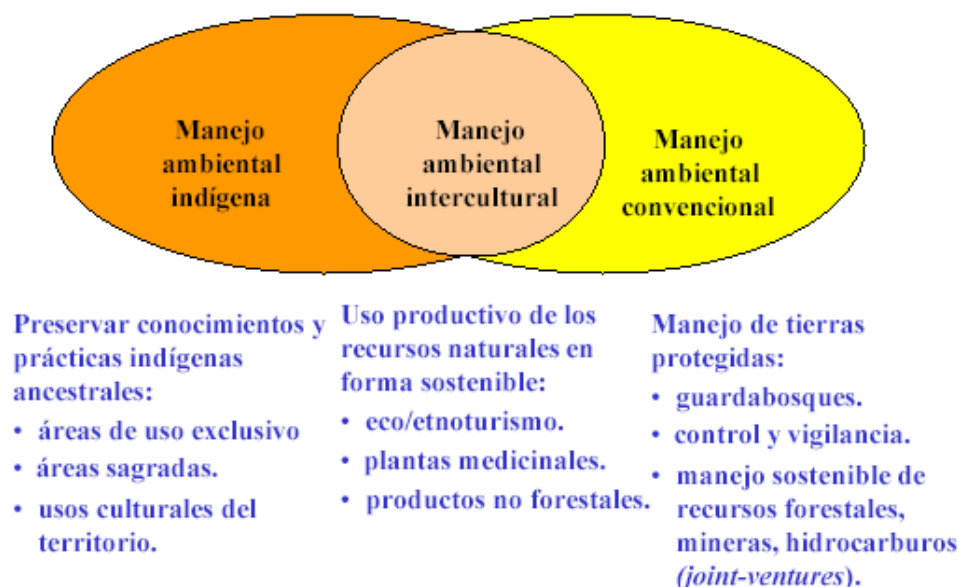 Manejo
ambiental
indígena
Manejo
ambiental
intercultural
Manejo
ambiental
convencional
Preservar conocimientos y
prácticas indígenas
ancestrales:
• áreas de uso exclusivo
• áreas sagradas.
• usos culturales del
territorio.
Uso productivo de los
recursos naturales en
forma sostenible:
• eco/etnoturismo.
• plantas medicinales.
• productos no forestales.
Manejo de tierras
protegidas:
• guardabosques.
• control y vigilancia.
• manejo sostenible de
recursos forestales,
mineras, hidrocarburos
(joint-ventures).